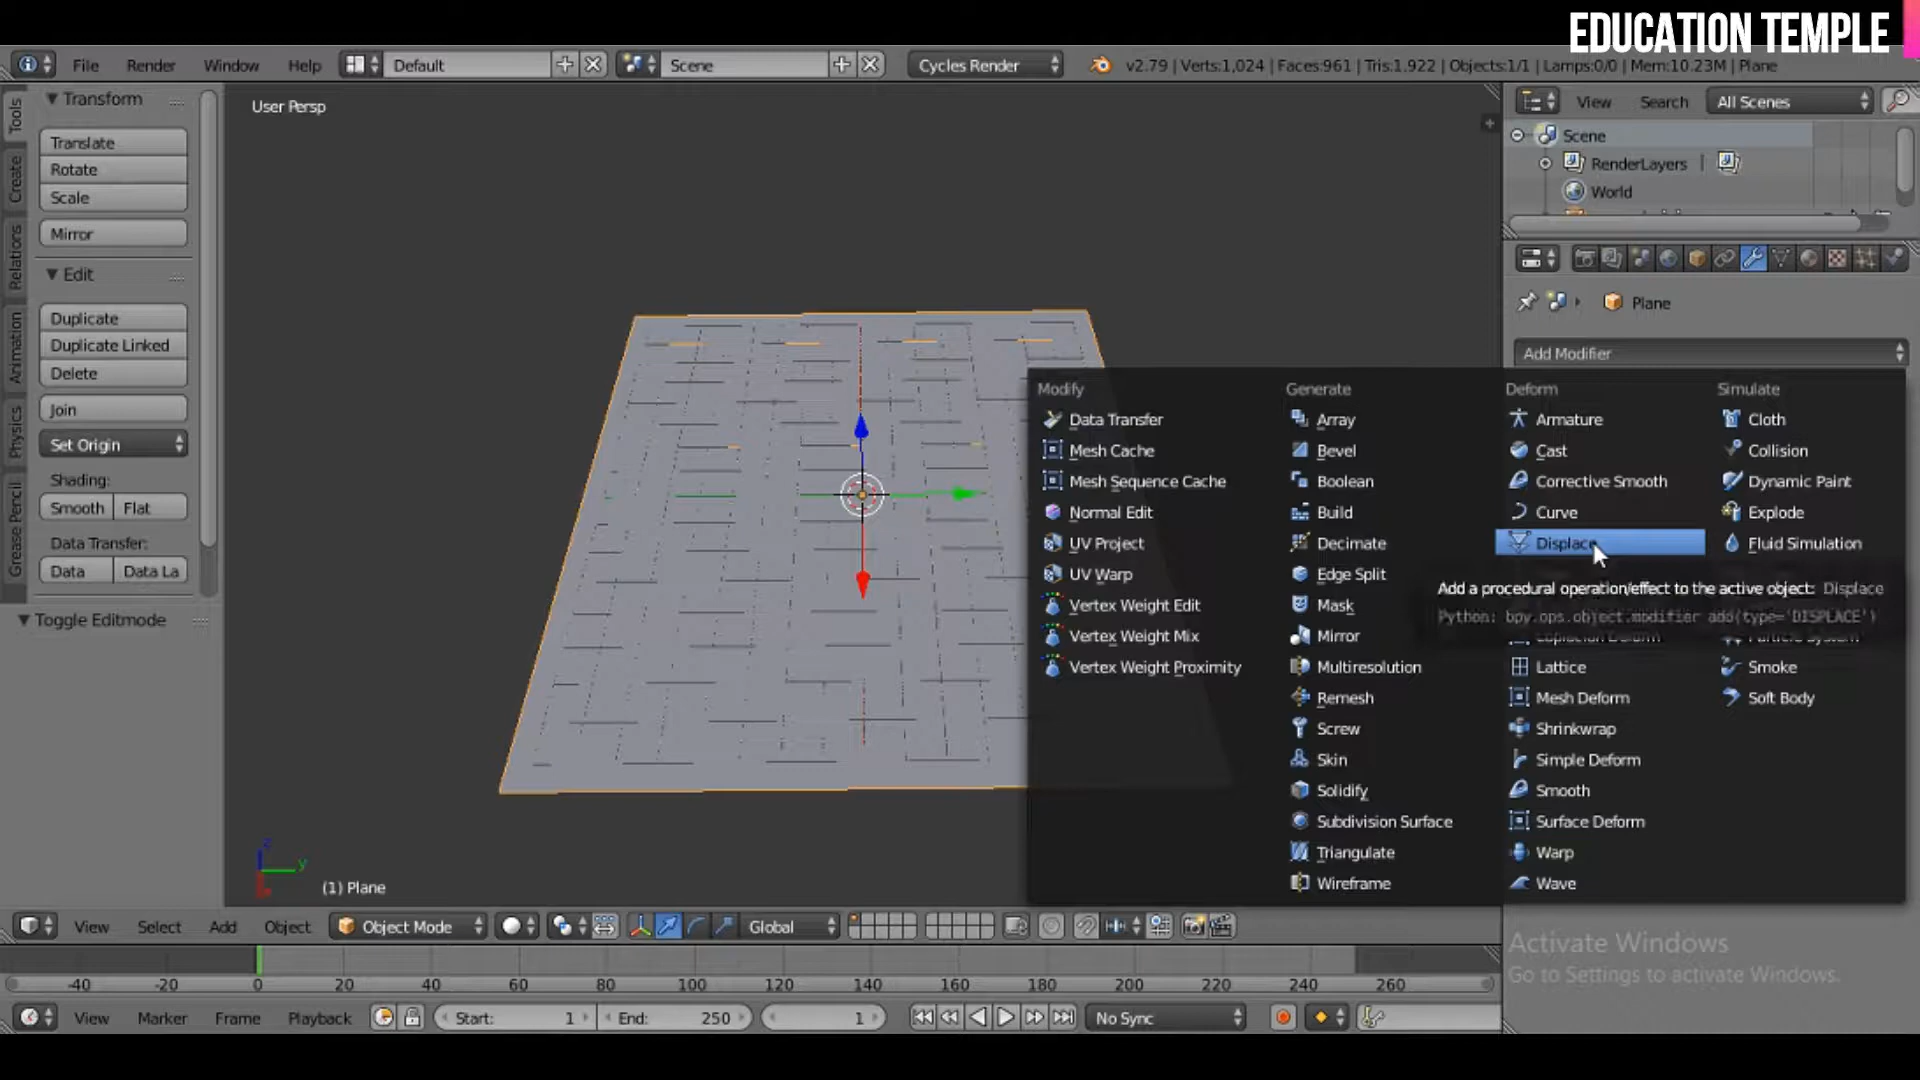 EDUCATION TEMPLE
File Render Window Help Default Scene Cycles Render v2.79 | Verts:1,024 | Faces:961 | Tris:1,922 | Objects:1/1 | Lamps:0/0 | Mem:10.23M | Plane
Tools
Create
Relations
Animation
Physics
Grease Pencil
Transform
Translate
Rotate
Scale
Mirror
Edit
Duplicate
Duplicate Linked
Delete
Join
Set Origin
Shading:
Smooth Flat
Data Transfer:
Data Data La
Toggle Editmode
User Persp
(1) Plane
View Search All Scenes
Scene
RenderLayers
World
Plane
Add Modifier
Modify
Data Transfer
Mesh Cache
Mesh Sequence Cache
Normal Edit
UV Project
UV Warp
Vertex Weight Edit
Vertex Weight Mix
Vertex Weight Proximity
Generate
Array
Bevel
Boolean
Build
Decimate
Edge Split
Mask
Mirror
Multiresolution
Remesh
Screw
Skin
Solidify
Subdivision Surface
Triangulate
Wireframe
Deform
Armature
Cast
Corrective Smooth
Curve
Displace
Lattice
Mesh Deform
Shrinkwrap
Simple Deform
Smooth
Surface Deform
Warp
Wave
Simulate
Cloth
Collision
Dynamic Paint
Explode
Fluid Simulation
Smoke
Soft Body
Add a procedural operation/effect to the active object: Displace
Python: bpy.ops.object.modifier_add(type='DISPLACE')
View Select Add Object Object Mode Global
Activate Windows
Go to Settings to activate Windows.
-40 -20 0 20 40 60 80 100 120 140 160 180 200 220 240 260
View Marker Frame Playback Start: 1 End: 250 1 No Sync
z
y